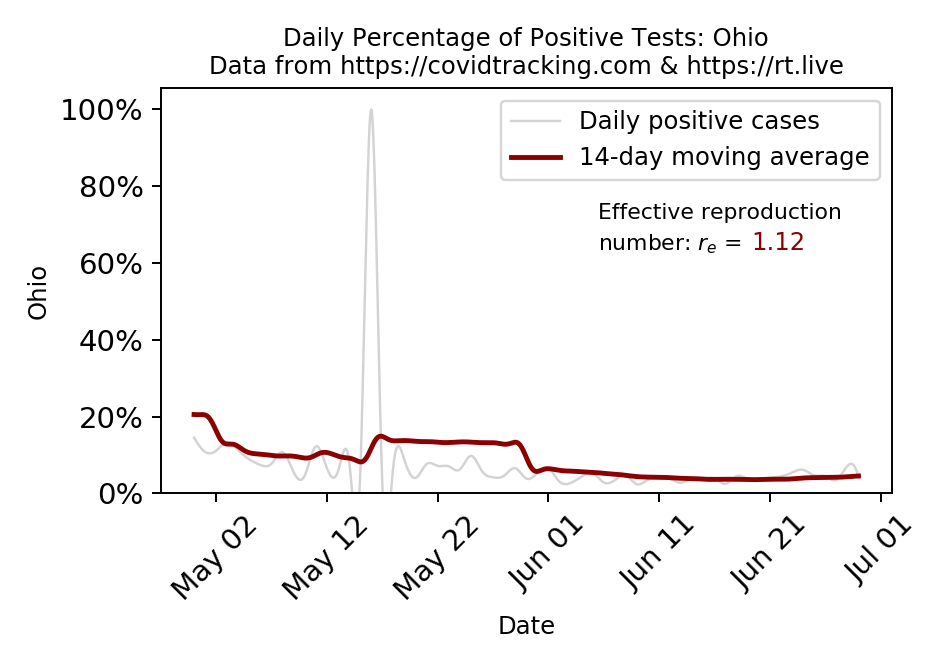 Daily Percentage of Positive Tests: Ohio
Data from https://covidtracking.com & https://rt.live
100%
80%
60%
40%
20%
0%
Ohio
Daily positive cases
14-day moving average
Effective reproduction
number: rₑ = 1.12
May 02
May 12
May 22
Jun 01
Jun 11
Jun 21
Jul 01
Date